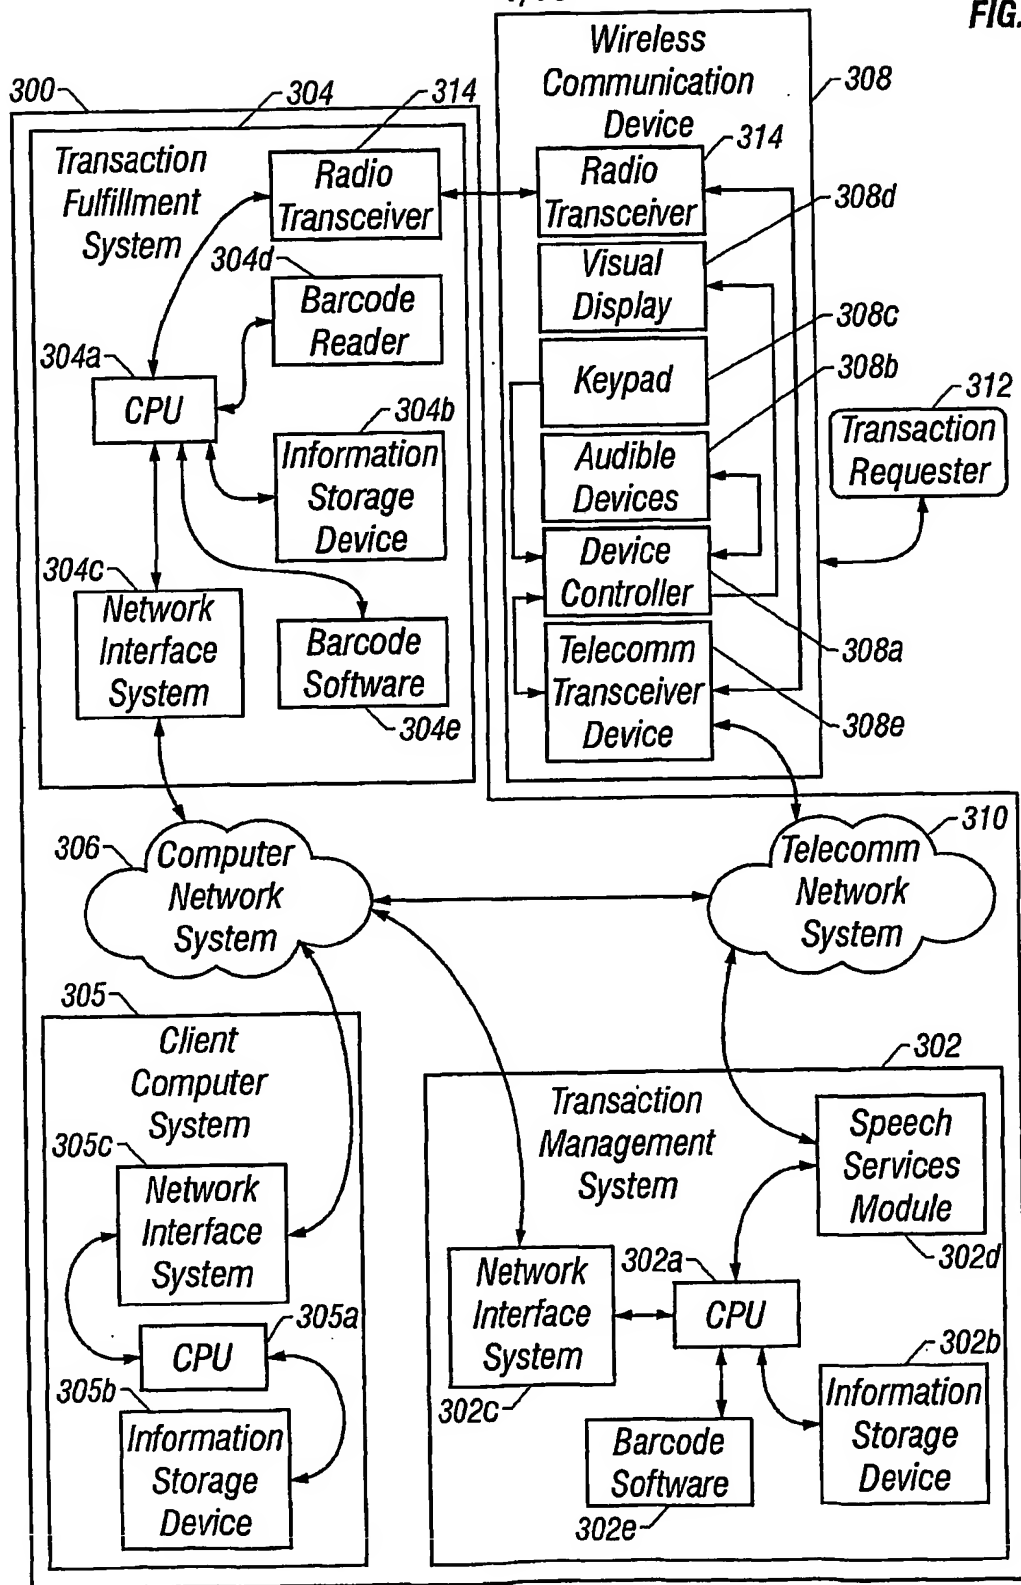 FIG.
300
304
314
Transaction
Fulfillment
System
Radio
Transceiver
304d
Barcode
Reader
304a
CPU
304b
Information
Storage
Device
304c
Network
Interface
System
Barcode
Software
304e
Wireless
Communication
Device
308
314
Radio
Transceiver
308d
Visual
Display
308c
Keypad
308b
Audible
Devices
Device
Controller
308a
Telecomm
Transceiver
Device
308e
312
Transaction
Requester
306
Computer
Network
System
310
Telecomm
Network
System
305
Client
Computer
System
305c
Network
Interface
System
305a
CPU
305b
Information
Storage
Device
302
Transaction
Management
System
Speech
Services
Module
302d
302a
CPU
Network
Interface
System
302c
302b
Information
Storage
Device
Barcode
Software
302e